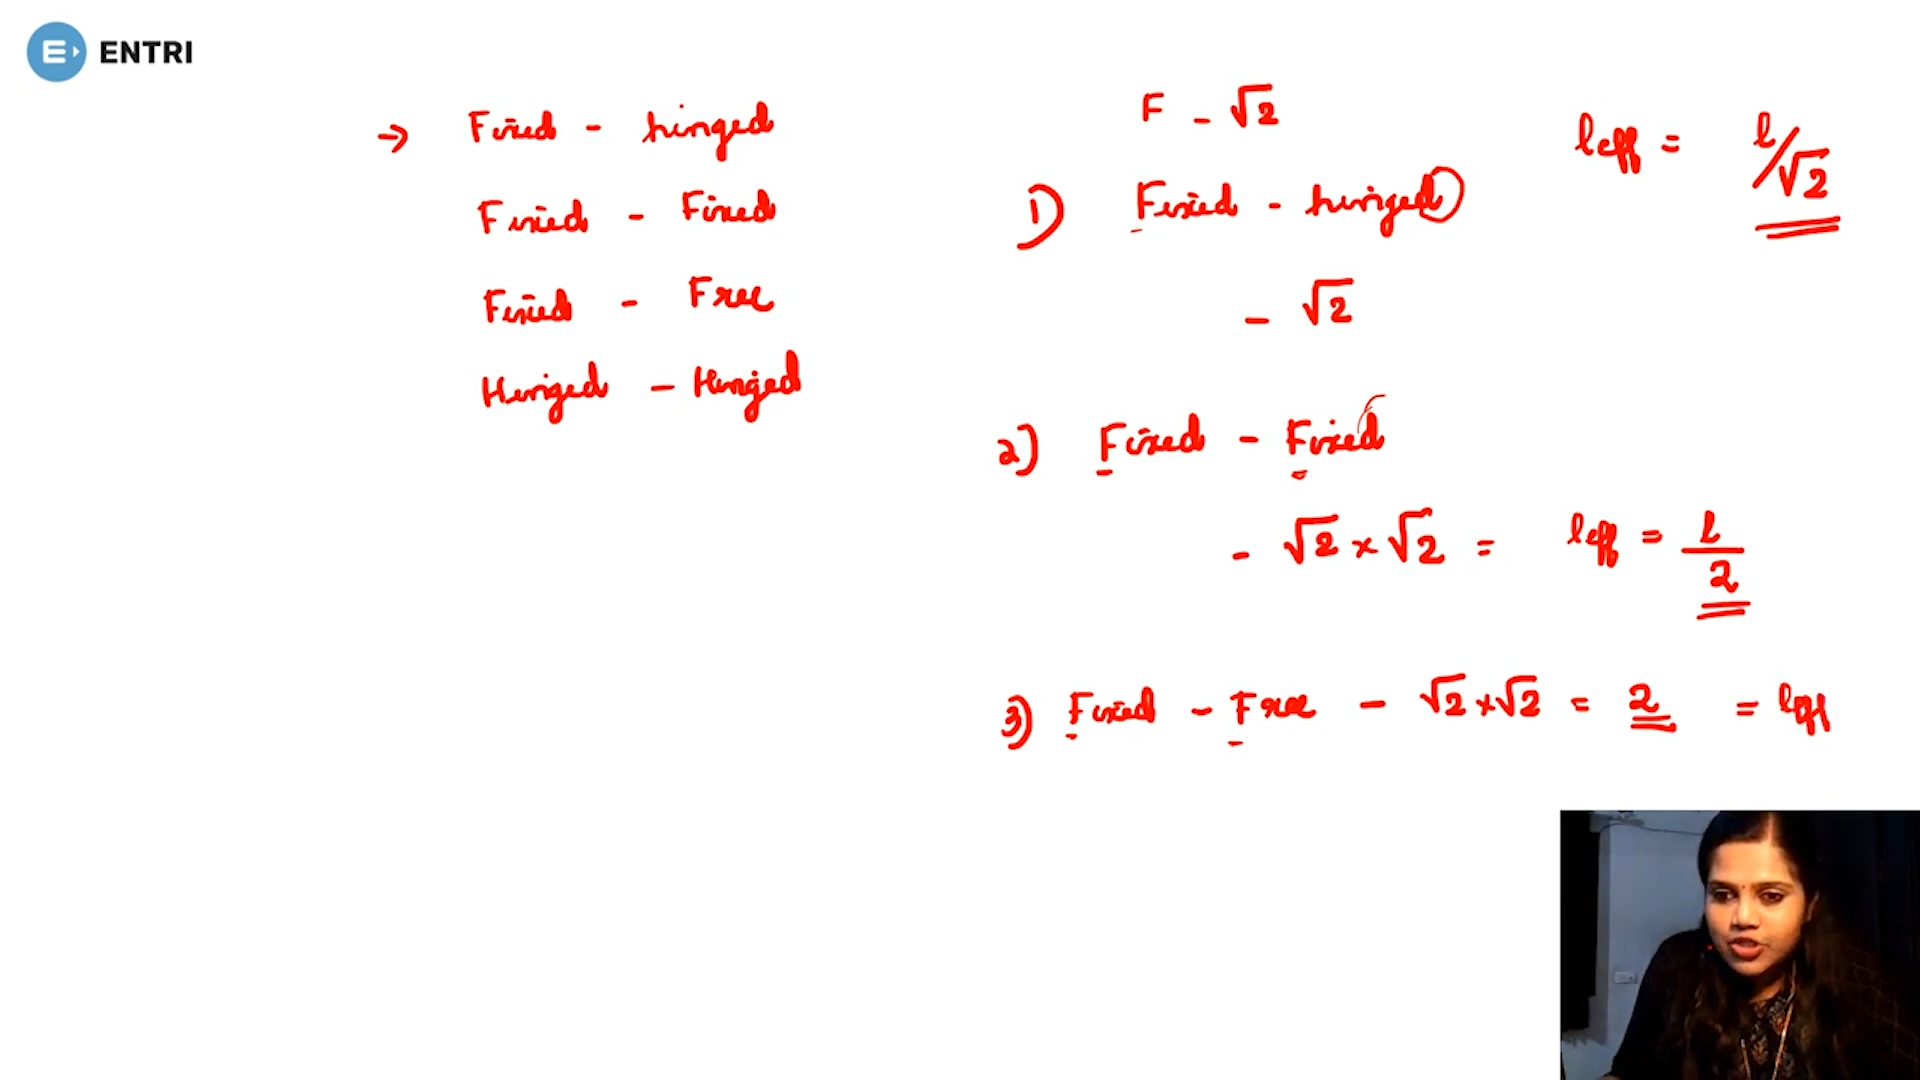 ENTRI
→ Fixed - hinged
Fixed - Fixed
Fixed - Free
Hinged - Hinged
F - √2
1) Fixed - hinged
leff = l/√2
- √2
2) Fixed - Fixed
- √2 × √2 = leff = l/2
3) Fixed - Free - √2 × √2 = 2 = leff